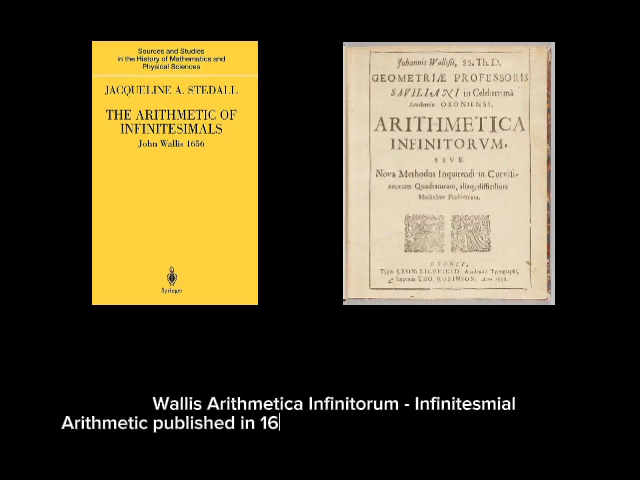 Sources and Studies
in the History of Mathematics and
Physical Sciences
JACQUELINE A. STEDALL
THE ARITHMETIC OF
INFINITESIMALS
John Wallis 1656
Springer
Johannis Wallisii, SS. Th. D.
GEOMETRIÆ PROFESSORIS
SAVILIANI in Celeberrimâ
Academia OXONIENSI,
ARITHMETICA
INFINITORVM,
SIVE
Nova Methodus Inquirendi in Curvili-
neorum Quadraturam, aliaq; difficiliora
Matheseos Problemata.
OXONII,
Typis LEON: LICHFIELD Academiæ Typographi,
Impensis THO. ROBINSON. Anno 1656.
Wallis Arithmetica Infinitorum - Infinitesmial
Arithmetic published in 16